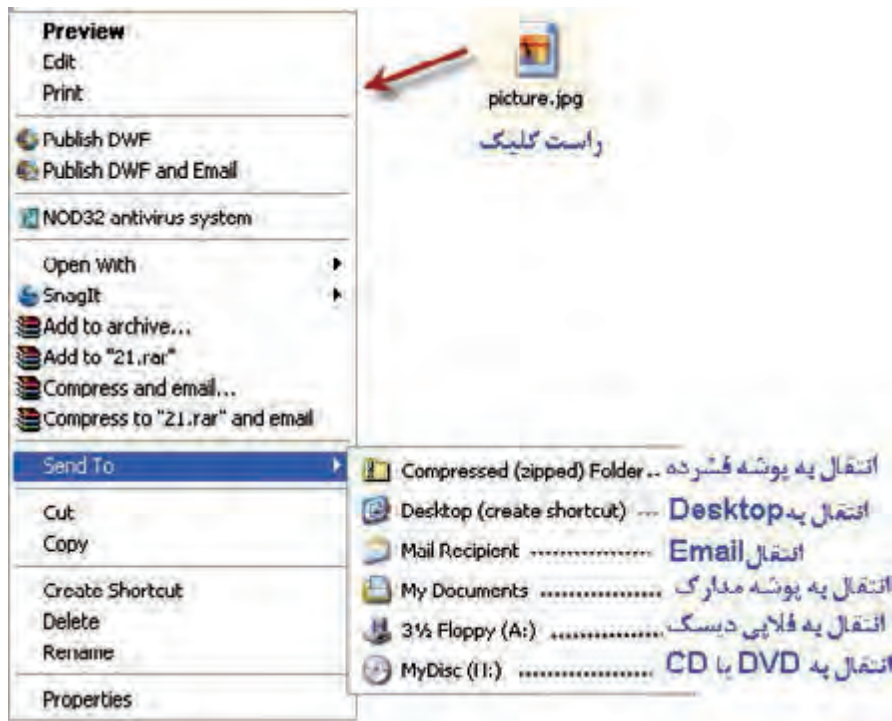 Preview
Edit
Print
picture.jpg
راست کلیک
Publish DWF
Publish DWF and Email
NOD32 antivirus system
Open With
SnagIt
Add to archive...
Add to "21.rar"
Compress and email...
Compress to "21.rar" and email
Send To
Cut
Copy
Create Shortcut
Delete
Rename
Properties
Compressed (zipped) Folder .. انتقال به پوشه فشرده
Desktop (create shortcut) ... انتقال به Desktop
Mail Recipient ................ انتقال Email
My Documents ................ انتقال به پوشه مدارک
3½ Floppy (A:) ............... انتقال به فلاپی دیسک
MyDisc (H:) .................. انتقال به DVD یا CD